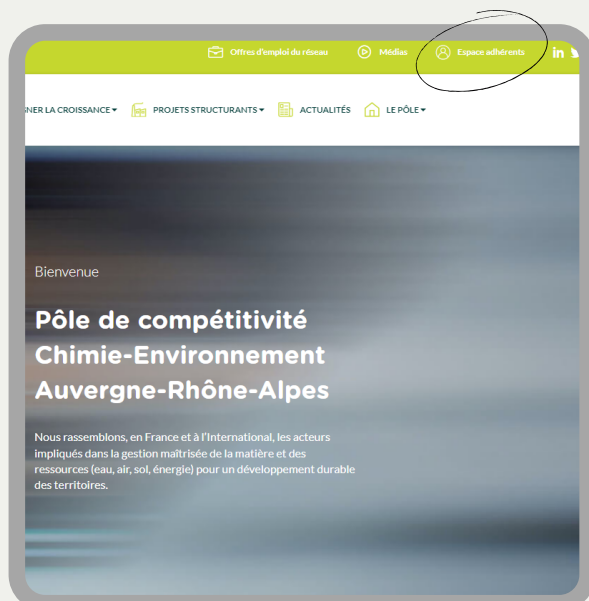 Offres d'emploi du réseau Médias Espace adhérents in
NER LA CROISSANCE PROJETS STRUCTURANTS ACTUALITÉS LE PÔLE
Bienvenue
Pôle de compétitivité
Chimie-Environnement
Auvergne-Rhône-Alpes
Nous rassemblons, en France et à l'International, les acteurs
impliqués dans la gestion maîtrisée de la matière et des
ressources (eau, air, sol, énergie) pour un développement durable
des territoires.